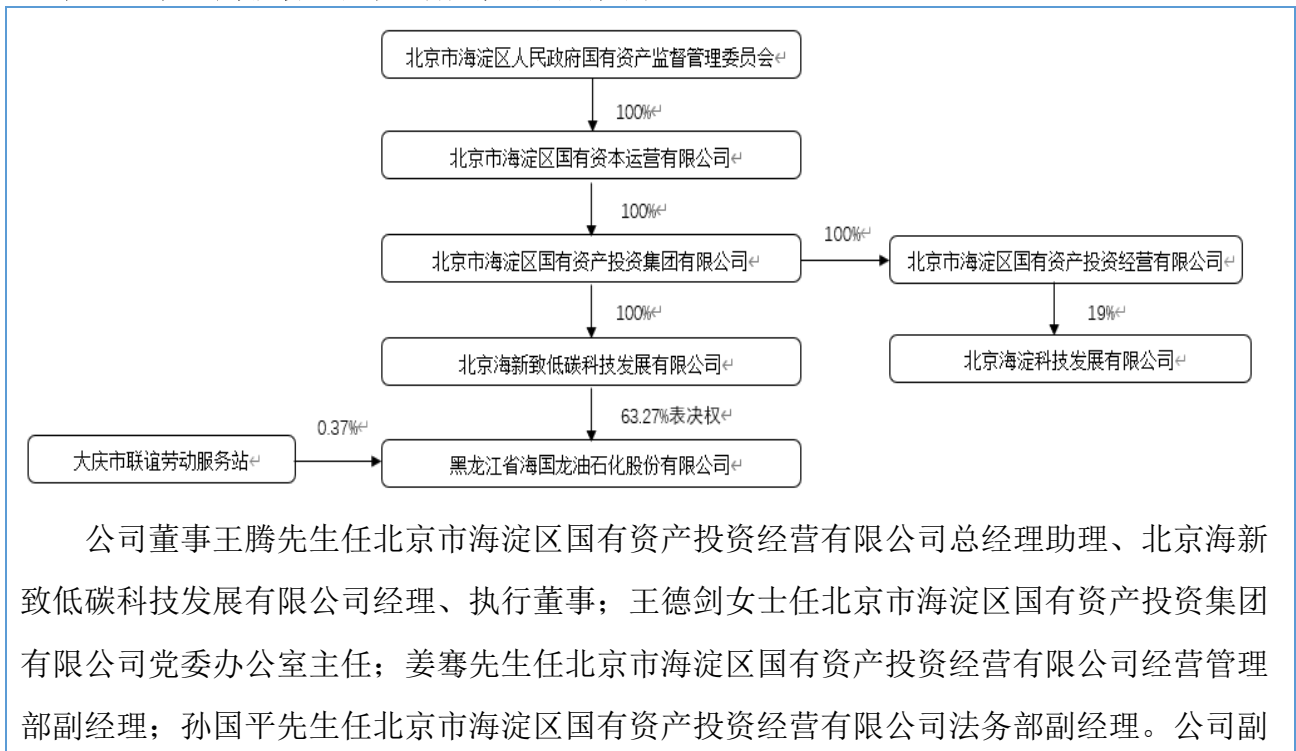 北京市海淀区人民政府国有资产监督管理委员会↵
100%↵
北京市海淀区国有资本运营有限公司↵
100%↵
北京市海淀区国有资产投资集团有限公司↵
100%↵
北京市海淀区国有资产投资经营有限公司↵
100%↵
19%↵
北京海新致低碳科技发展有限公司↵
北京海淀科技发展有限公司↵
63.27%表决权↵
0.37%↵
大庆市联谊劳动服务站↵
黑龙江省海国龙油石化股份有限公司↵
公司董事王腾先生任北京市海淀区国有资产投资经营有限公司总经理助理、北京海新
致低碳科技发展有限公司经理、执行董事；王德剑女士任北京市海淀区国有资产投资集团
有限公司党委办公室主任；姜骞先生任北京市海淀区国有资产投资经营有限公司经营管理
部副经理；孙国平先生任北京市海淀区国有资产投资经营有限公司法务部副经理。公司副